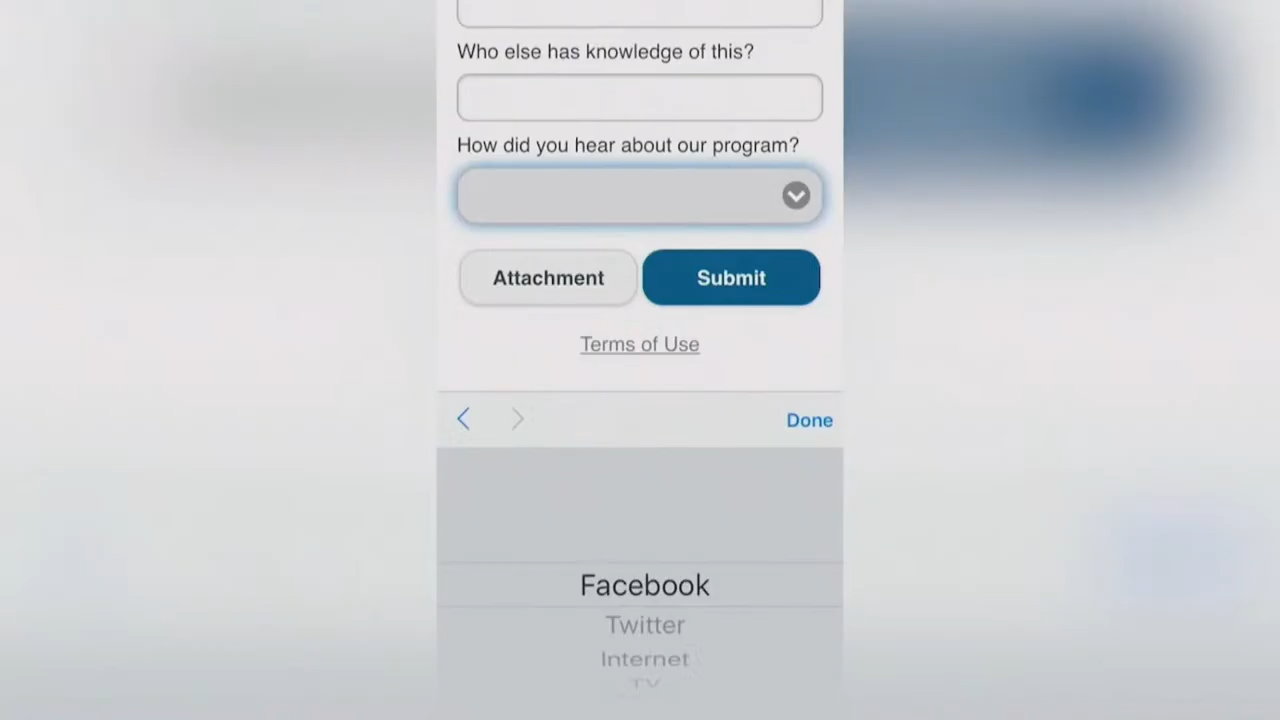 Who else has knowledge of this?
How did you hear about our program?
Attachment
Submit
Terms of Use
Done
Facebook
Twitter
Internet
TV